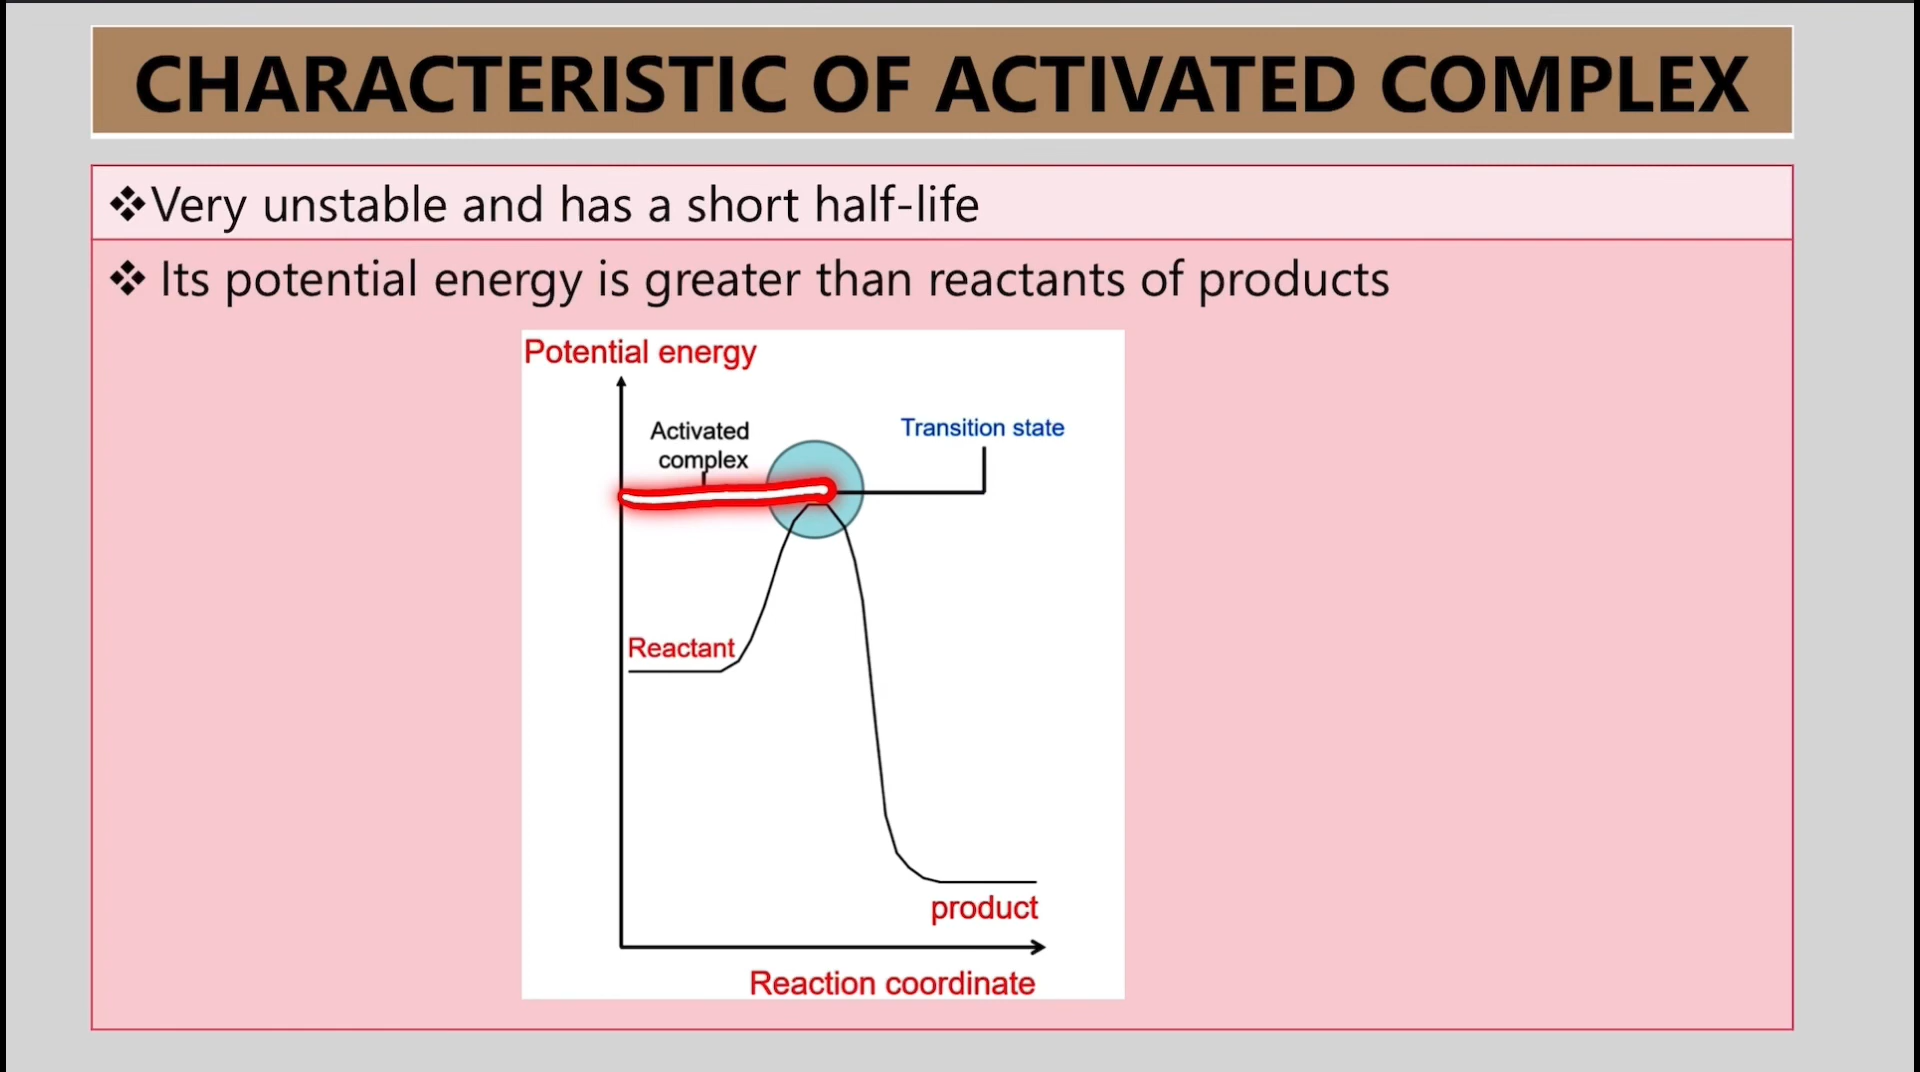 CHARACTERISTIC OF ACTIVATED COMPLEX
❖Very unstable and has a short half-life
❖ Its potential energy is greater than reactants of products
Potential energy
Activated
complex
Transition state
Reactant
product
Reaction coordinate